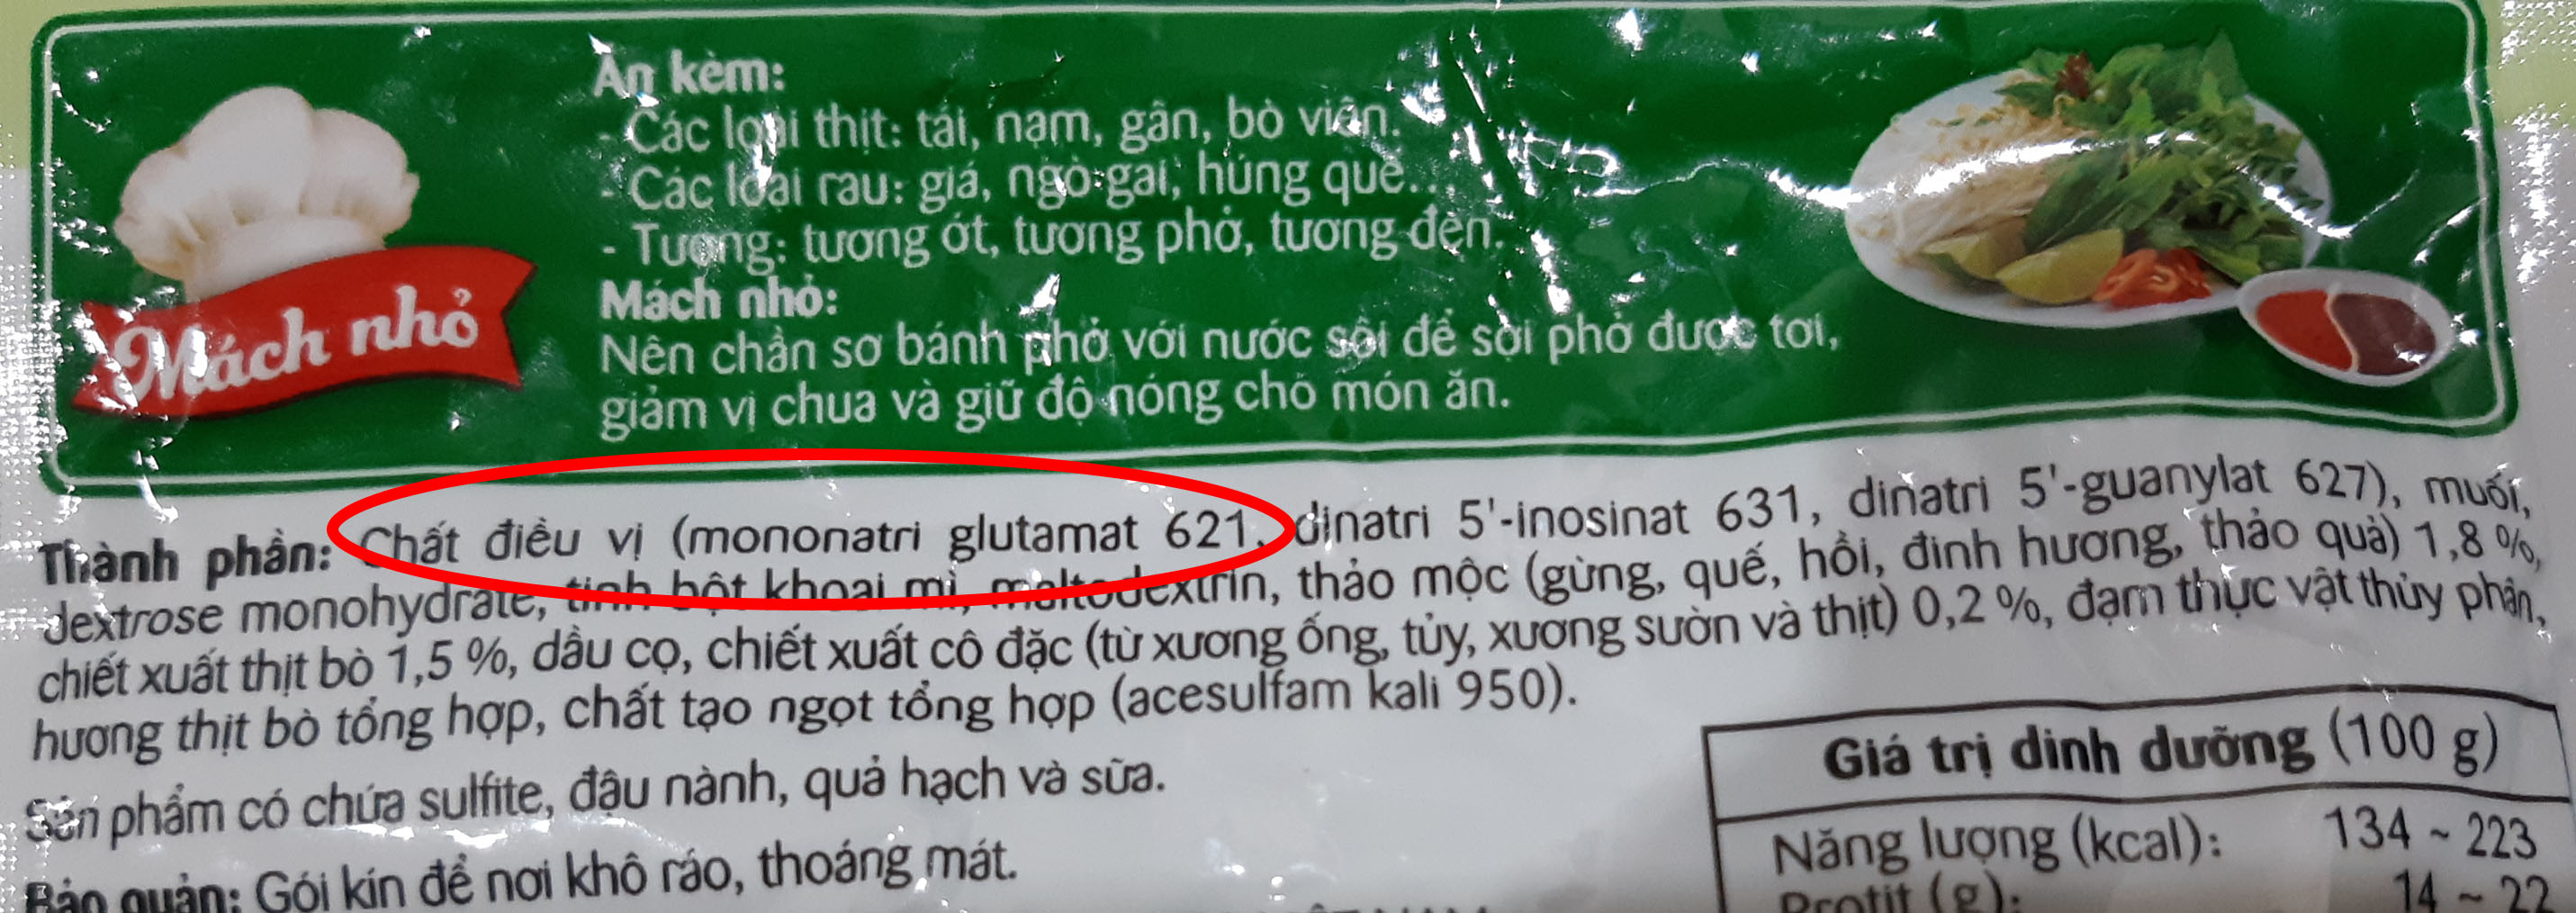 Ăn kèm:
- Các loại thịt: tái, nạm, gân, bò viên.
- Các loại rau: giá, ngò gai, húng quế...
- Tương: tương ớt, tương phở, tương đen.
Mách nhỏ:
Nên chần sơ bánh phở với nước sôi để sợi phở được tơi,
giảm vị chua và giữ độ nóng cho món ăn.
Mách nhỏ
Thành phần: Chất điều vị (mononatri glutamat 621, dinatri 5'-inosinat 631, dinatri 5'-guanylat 627), muối,
dextrose monohydrate, tinh bột khoai mì, maltodextrin, thảo mộc (gừng, quế, hồi, đinh hương, thảo quả) 1,8 %,
chiết xuất thịt bò 1,5 %, dầu cọ, chiết xuất cô đặc (từ xương ống, tủy, xương sườn và thịt) 0,2 %, đạm thực vật thủy phân,
hương thịt bò tổng hợp, chất tạo ngọt tổng hợp (acesulfam kali 950).
Sản phẩm có chứa sulfite, đậu nành, quả hạch và sữa.
Bảo quản: Gói kín để nơi khô ráo, thoáng mát.
Giá trị dinh dưỡng (100 g)
Năng lượng (kcal): 134 ~ 223
Protit (g): 14 ~ 22